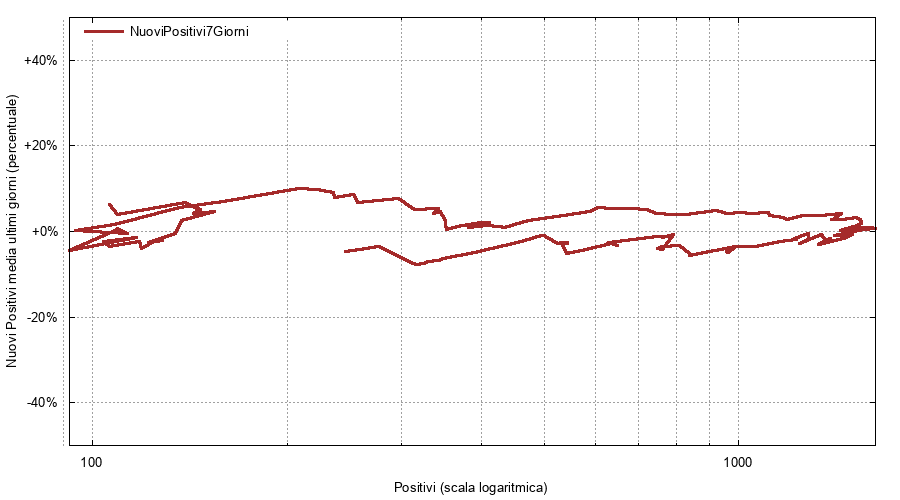 NuoviPositivi7Giorni
Nuovi Positivi media ultimi giorni (percentuale)
+40%
+20%
+0%
-20%
-40%
100
1000
Positivi (scala logaritmica)